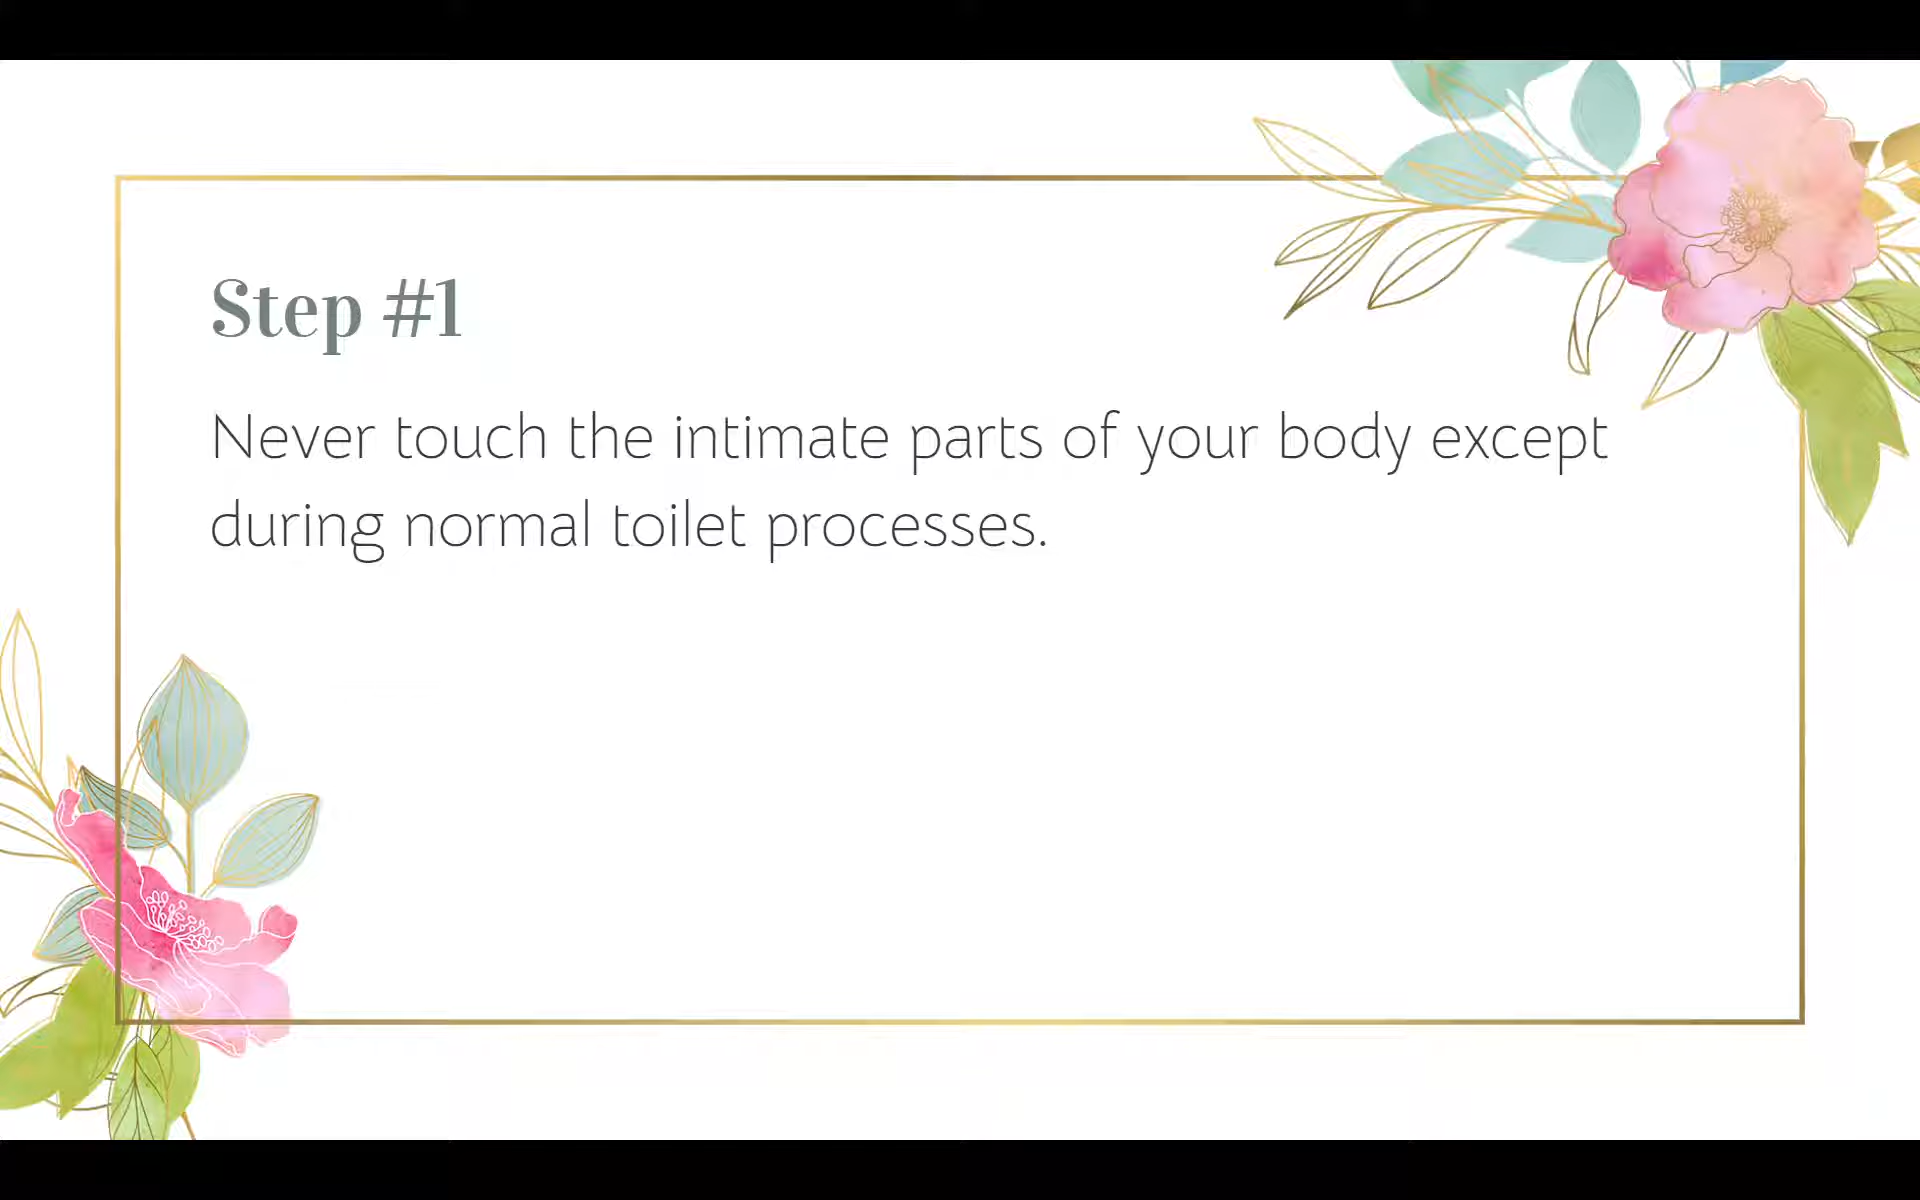 Step #1
Never touch the intimate parts of your body except
during normal toilet processes.